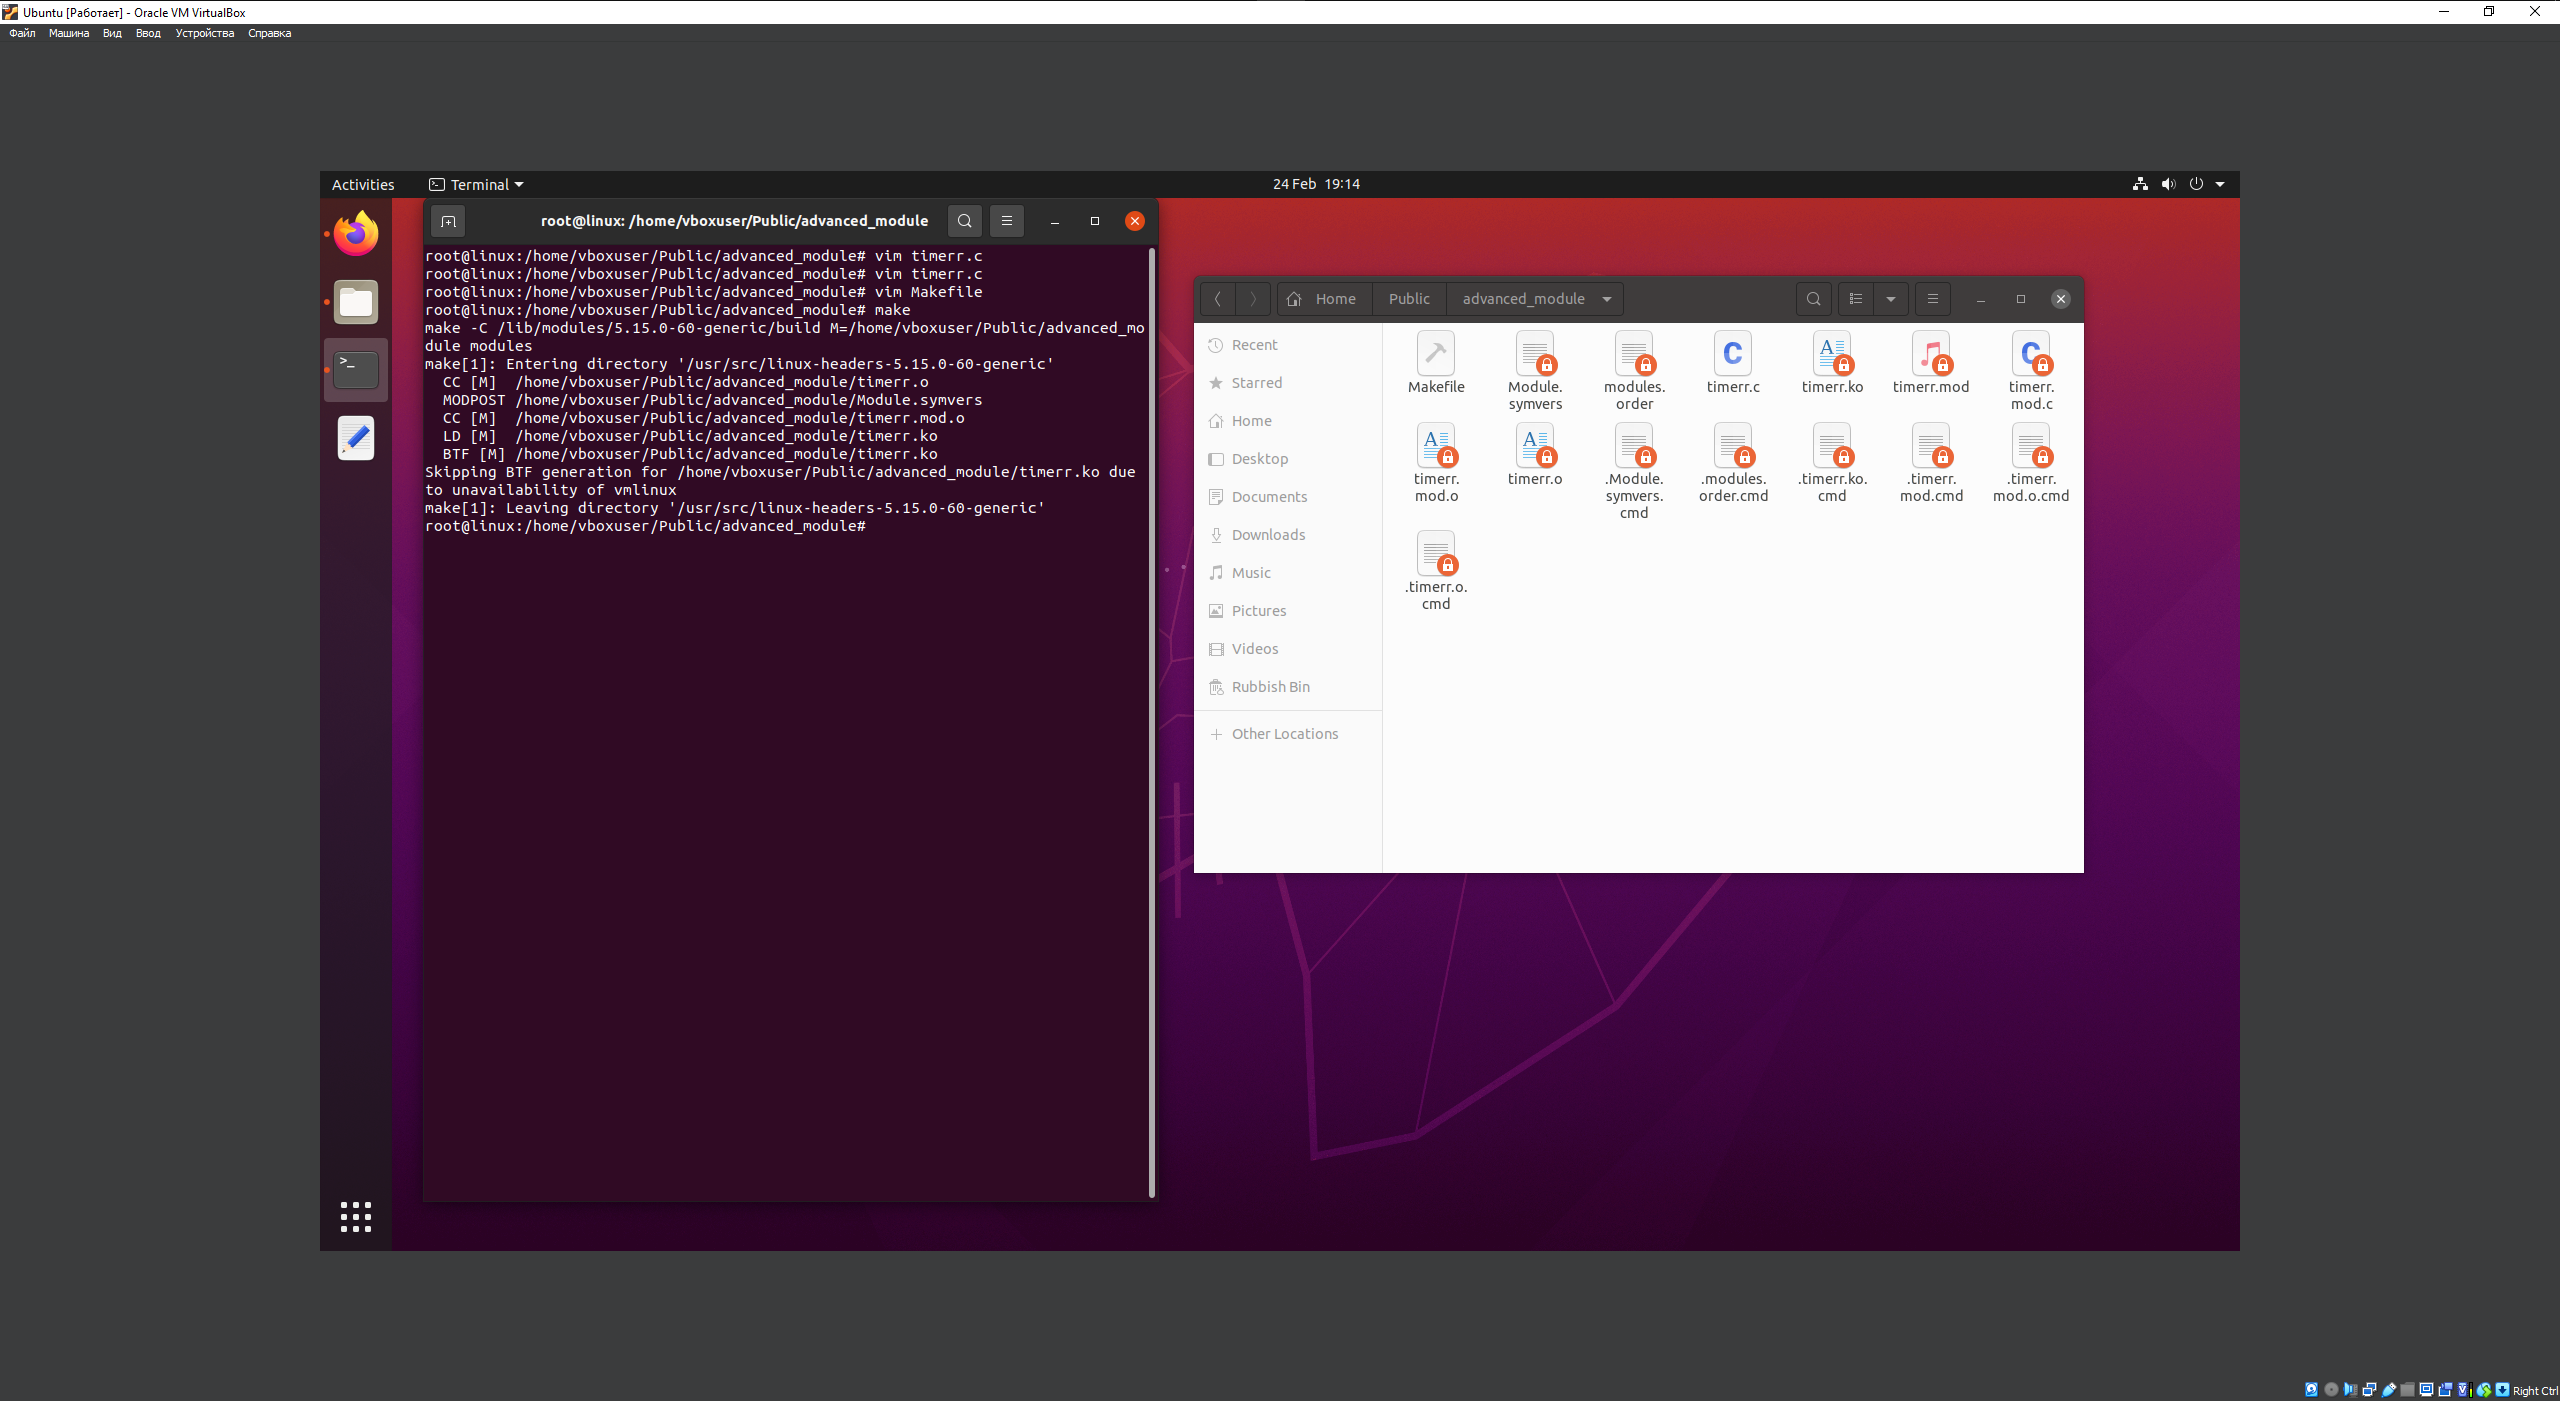 Ubuntu [Работает] - Oracle VM VirtualBox
Файл Машина Вид Ввод Устройства Справка
Activities Terminal 24 Feb 19:14
root@linux: /home/vboxuser/Public/advanced_module
root@linux:/home/vboxuser/Public/advanced_module# vim timerr.c
root@linux:/home/vboxuser/Public/advanced_module# vim timerr.c
root@linux:/home/vboxuser/Public/advanced_module# vim Makefile
root@linux:/home/vboxuser/Public/advanced_module# make
make -C /lib/modules/5.15.0-60-generic/build M=/home/vboxuser/Public/advanced_mo
dule modules
make[1]: Entering directory '/usr/src/linux-headers-5.15.0-60-generic'
CC [M] /home/vboxuser/Public/advanced_module/timerr.o
MODPOST /home/vboxuser/Public/advanced_module/Module.symvers
CC [M] /home/vboxuser/Public/advanced_module/timerr.mod.o
LD [M] /home/vboxuser/Public/advanced_module/timerr.ko
BTF [M] /home/vboxuser/Public/advanced_module/timerr.ko
Skipping BTF generation for /home/vboxuser/Public/advanced_module/timerr.ko due
to unavailability of vmlinux
make[1]: Leaving directory '/usr/src/linux-headers-5.15.0-60-generic'
root@linux:/home/vboxuser/Public/advanced_module#
Home Public advanced_module
Recent
Starred
Home
Desktop
Documents
Downloads
Music
Pictures
Videos
Rubbish Bin
Other Locations
Makefile
Module.
symvers
modules.
order
timerr.c
timerr.ko
timerr.mod
timerr.
mod.c
timerr.
mod.o
timerr.o
.Module.
symvers.
cmd
.modules.
order.cmd
.timerr.ko.
cmd
.timerr.
mod.cmd
.timerr.
mod.o.cmd
.timerr.o.
cmd
Right Ctrl